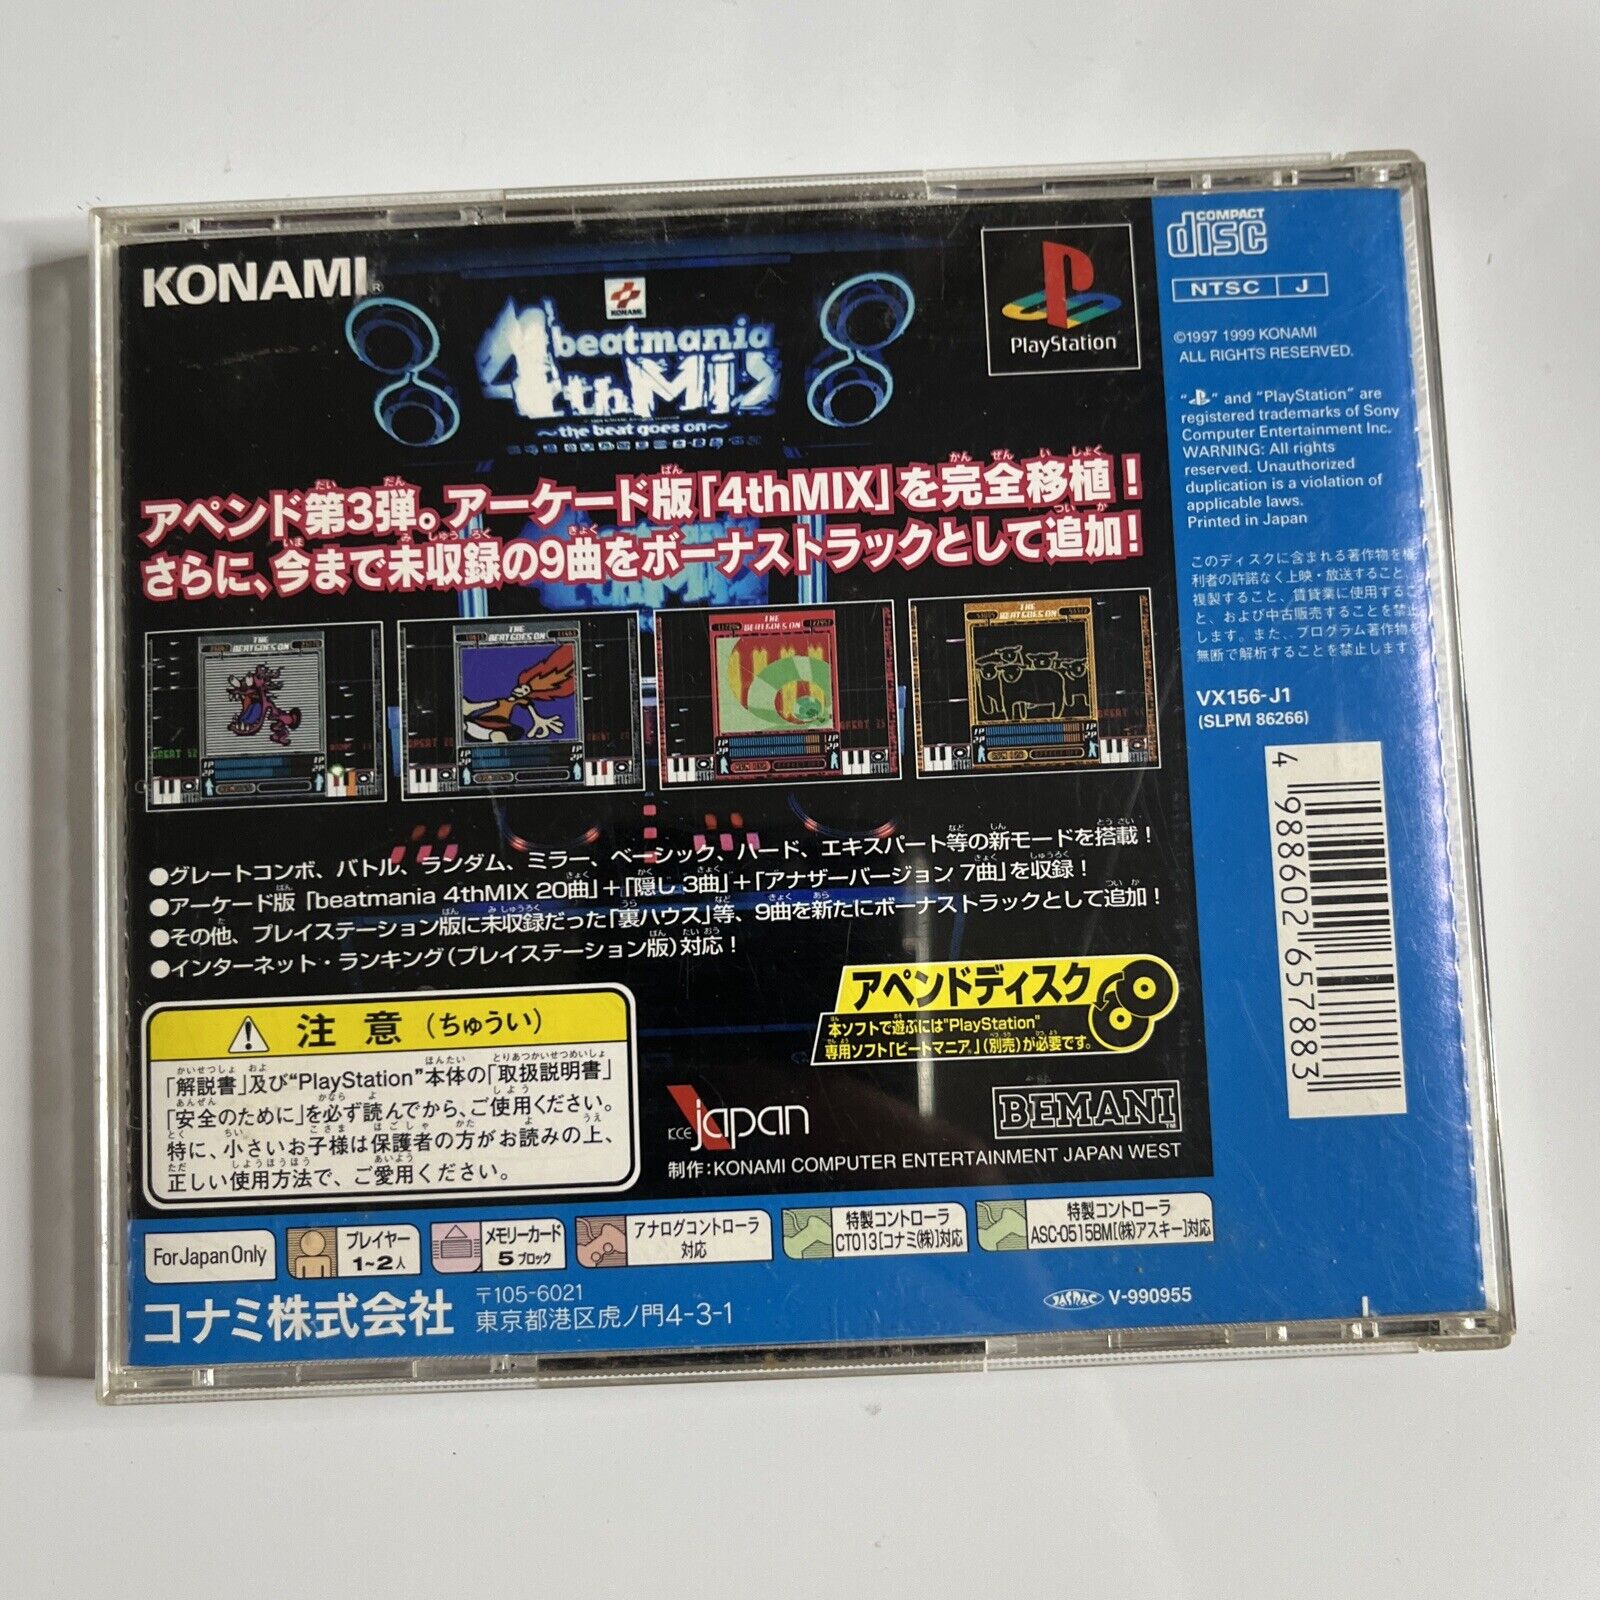 KONAMI®
KONAMI
beatmania
4thMiX
~the beat goes on~
PlayStation
アペンド第3弾。アーケード版「4thMIX」を完全移植！
さらに、今まで未収録の9曲をボーナストラックとして追加！
THE
BEAT GOES ON
THE
BEAT GOES ON
THE
BEAT GOES ON
THE
BEAT GOES ON
●グレートコンボ、バトル、ランダム、ミラー、ベーシック、ハード、エキスパート等の新モードを搭載！
●アーケード版「beatmania 4thMIX 20曲」+「隠し 3曲」+「アナザーバージョン 7曲」を収録！
●その他、プレイステーション版に未収録だった「裏ハウス」等、9曲を新たにボーナストラックとして追加！
●インターネット・ランキング(プレイステーション版)対応！
注意（ちゅうい）
「解説書」及び"PlayStation"本体の「取扱説明書」
「安全のために」を必ず読んでから、ご使用ください。
特に、小さいお子様は保護者の方がお読みの上、
正しい使用方法で、ご愛用ください。
アペンドディスク
本ソフトで遊ぶには"PlayStation"
専用ソフト「ビートマニア®」(別売)が必要です。
KCE japan
BEMANI™
制作：KONAMI COMPUTER ENTERTAINMENT JAPAN WEST
For Japan Only
プレイヤー
1~2人
メモリーカード
5ブロック
アナログコントローラ
対応
特製コントローラ
CT013[コナミ(株)]対応
特製コントローラ
ASC-0515BM[(株)アスキー]対応
コナミ株式会社
〒105-6021
東京都港区虎ノ門4-3-1
JASRAC V-990955
COMPACT
disc
NTSC J
©1997 1999 KONAMI
ALL RIGHTS RESERVED.
" " and "PlayStation" are
registered trademarks of Sony
Computer Entertainment Inc.
WARNING: All rights
reserved. Unauthorized
duplication is a violation of
applicable laws.
Printed in Japan
このディスクに含まれる著作物を権
利者の許諾なく上映・放送すること、
複製すること、賃貸業に使用するこ
と、および中古販売することを禁止
します。また、プログラム著作物を
無断で解析することを禁止します。
VX156-J1
(SLPM 86266)
4 988602 657883